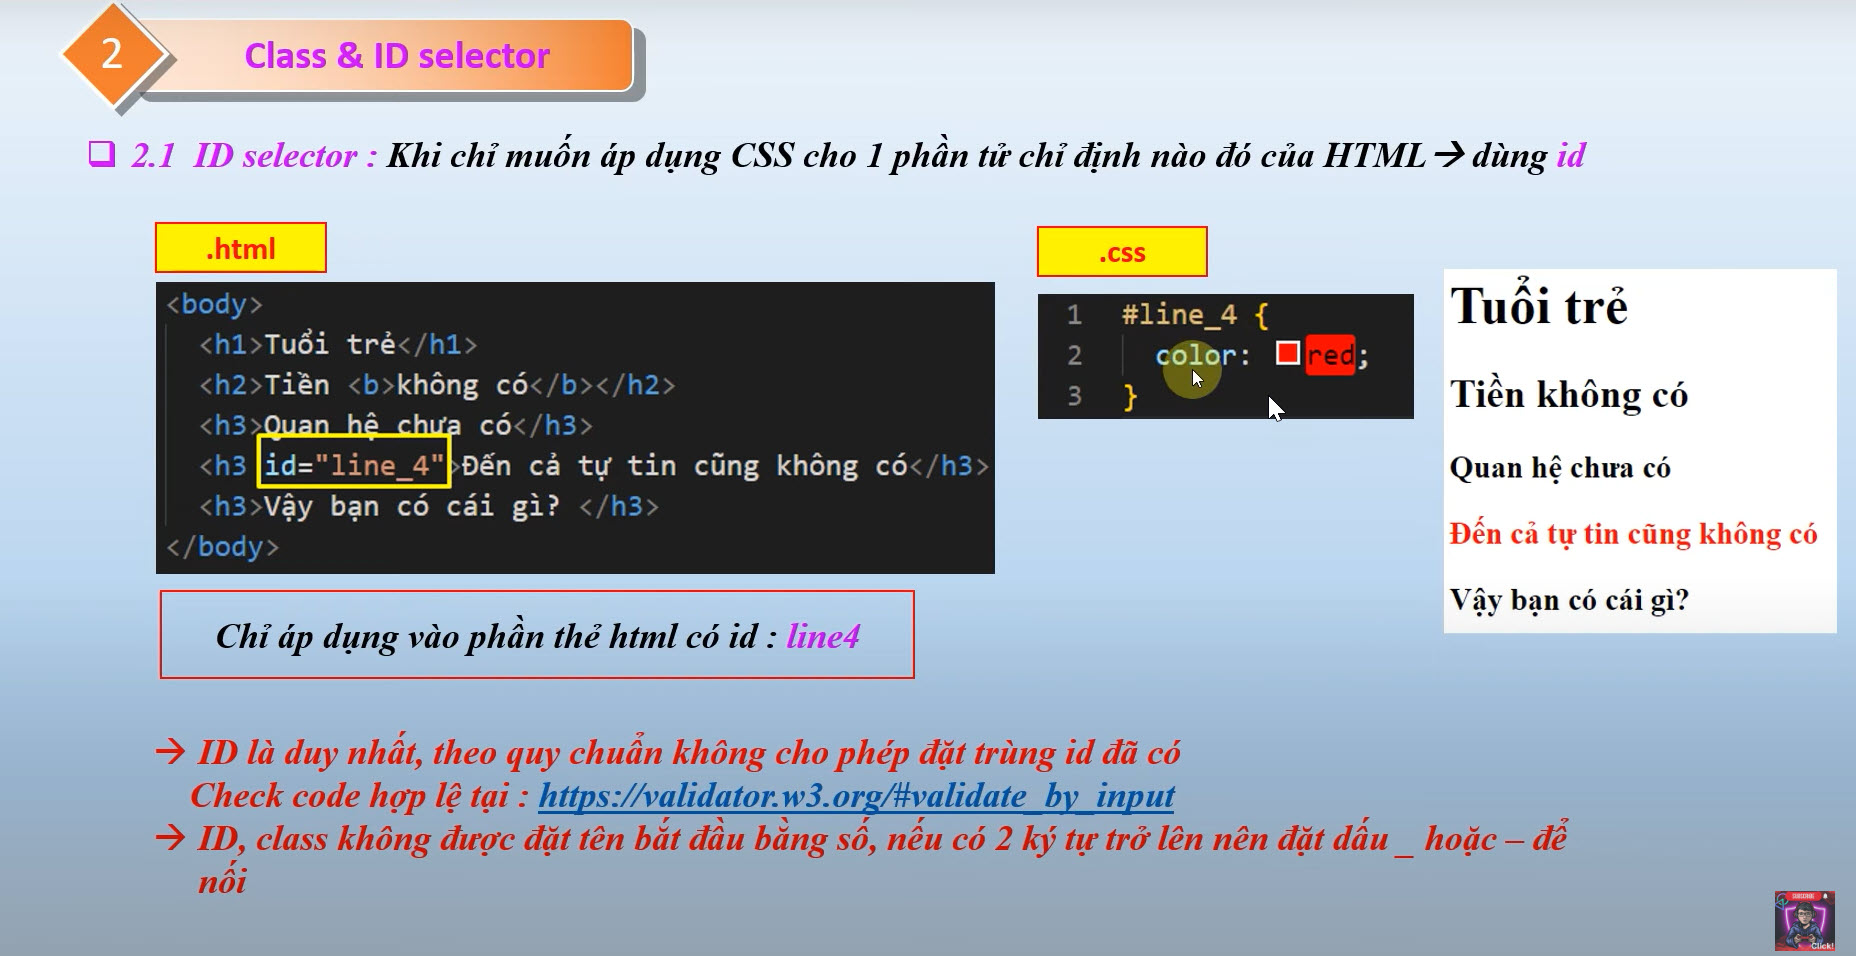 2
Class & ID selector
2.1 ID selector : Khi chỉ muốn áp dụng CSS cho 1 phần tử chỉ định nào đó của HTML → dùng id
.html
<body>
<h1>Tuổi trẻ</h1>
<h2>Tiền <b>không có</b></h2>
<h3>Quan hệ chưa có</h3>
<h3 id="line_4">Đến cả tự tin cũng không có</h3>
<h3>Vậy bạn có cái gì? </h3>
</body>
Chỉ áp dụng vào phần thẻ html có id : line4
.css
1 #line_4 {
2 color: red;
3 }
Tuổi trẻ
Tiền không có
Quan hệ chưa có
Đến cả tự tin cũng không có
Vậy bạn có cái gì?
→ ID là duy nhất, theo quy chuẩn không cho phép đặt trùng id đã có
Check code hợp lệ tại : https://validator.w3.org/#validate_by_input
→ ID, class không được đặt tên bắt đầu bằng số, nếu có 2 ký tự trở lên nên đặt dấu _ hoặc – để
nối
SUBSCRIBE
Click!